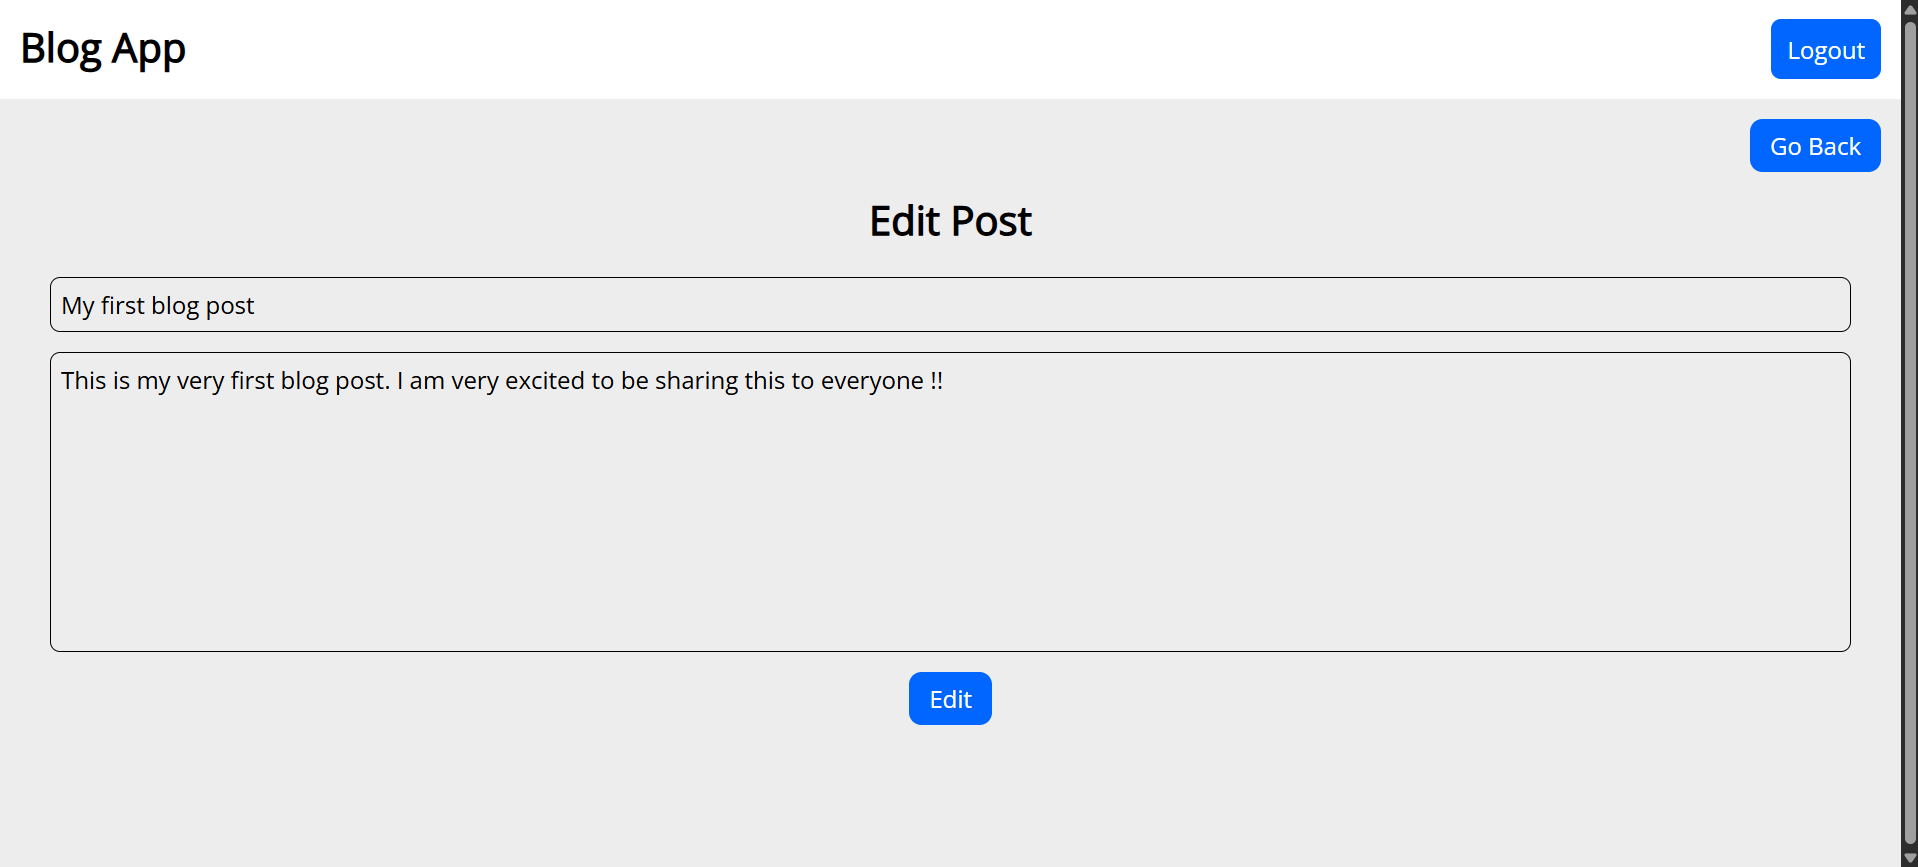 Blog App
Logout
Go Back
Edit Post
My first blog post
This is my very first blog post. I am very excited to be sharing this to everyone !!
Edit